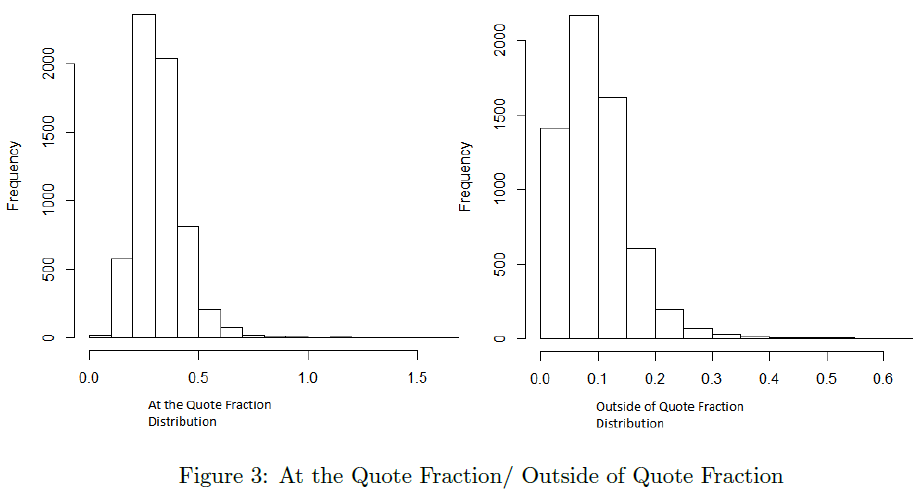 Frequency
2000
1500
1000
500
0
0.0 0.5 1.0 1.5
At the Quote Fraction
Distribution
Frequency
2000
1500
1000
500
0
0.0 0.1 0.2 0.3 0.4 0.5 0.6
Outside of Quote Fraction
Distribution
Figure 3: At the Quote Fraction/ Outside of Quote Fraction